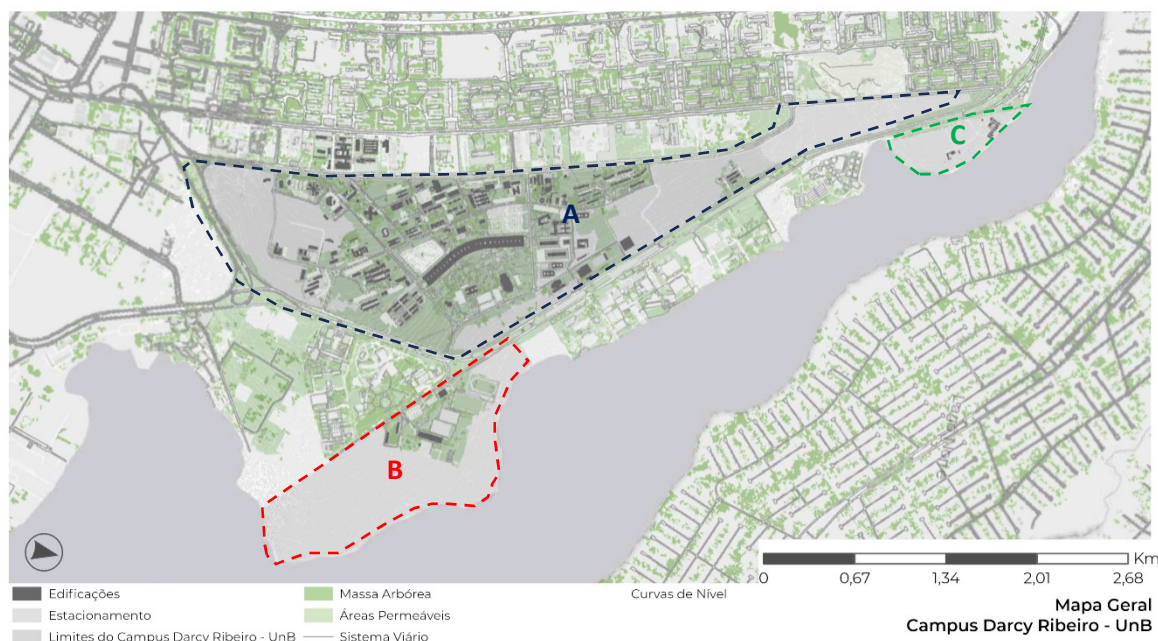 C
A
B
Km
0 0,67 1,34 2,01 2,68
Edificações
Estacionamento
Limites do Campus Darcy Ribeiro - UnB
Massa Arbórea
Áreas Permeáveis
Sistema Viário
Curvas de Nível
Mapa Geral
Campus Darcy Ribeiro - UnB